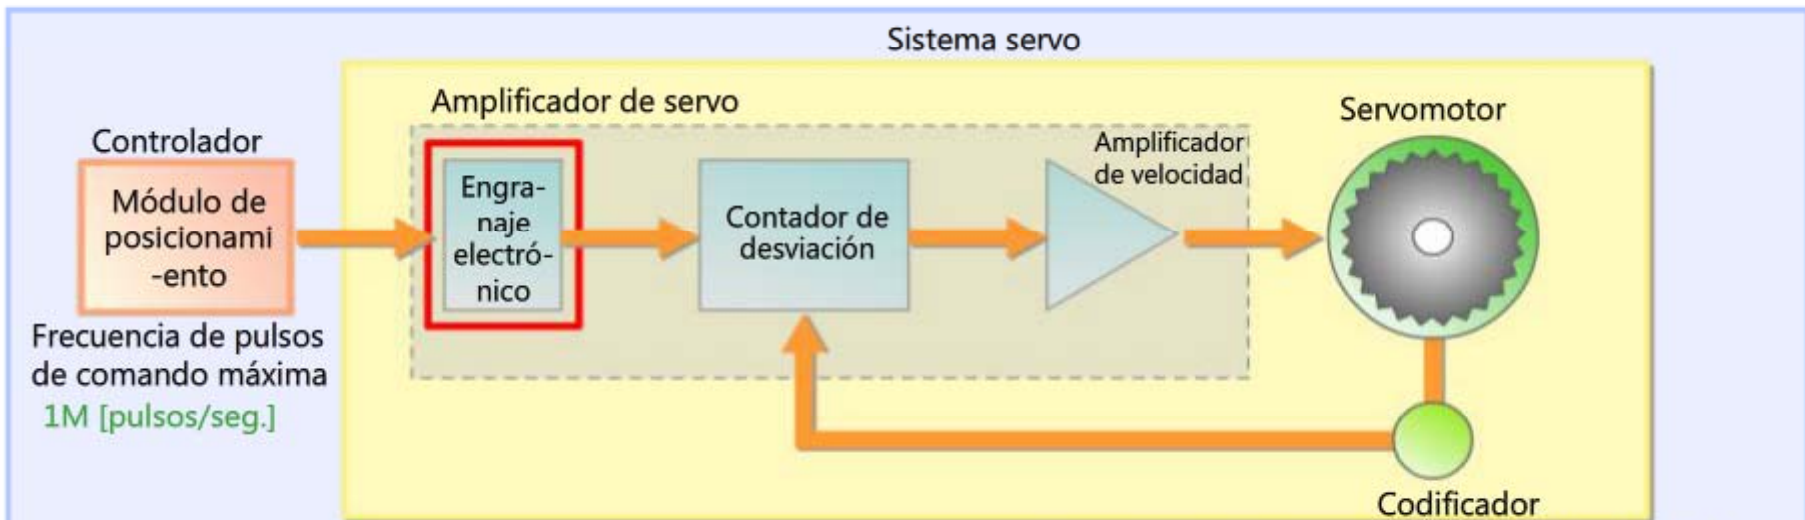 Sistema servo
Amplificador de servo
Servomotor
Controlador
Amplificador
de velocidad
Módulo de
posicionami
-ento
Engra-
naje
electró-
nico
Contador de
desviación
Frecuencia de pulsos
de comando máxima
1M [pulsos/seg.]
Codificador